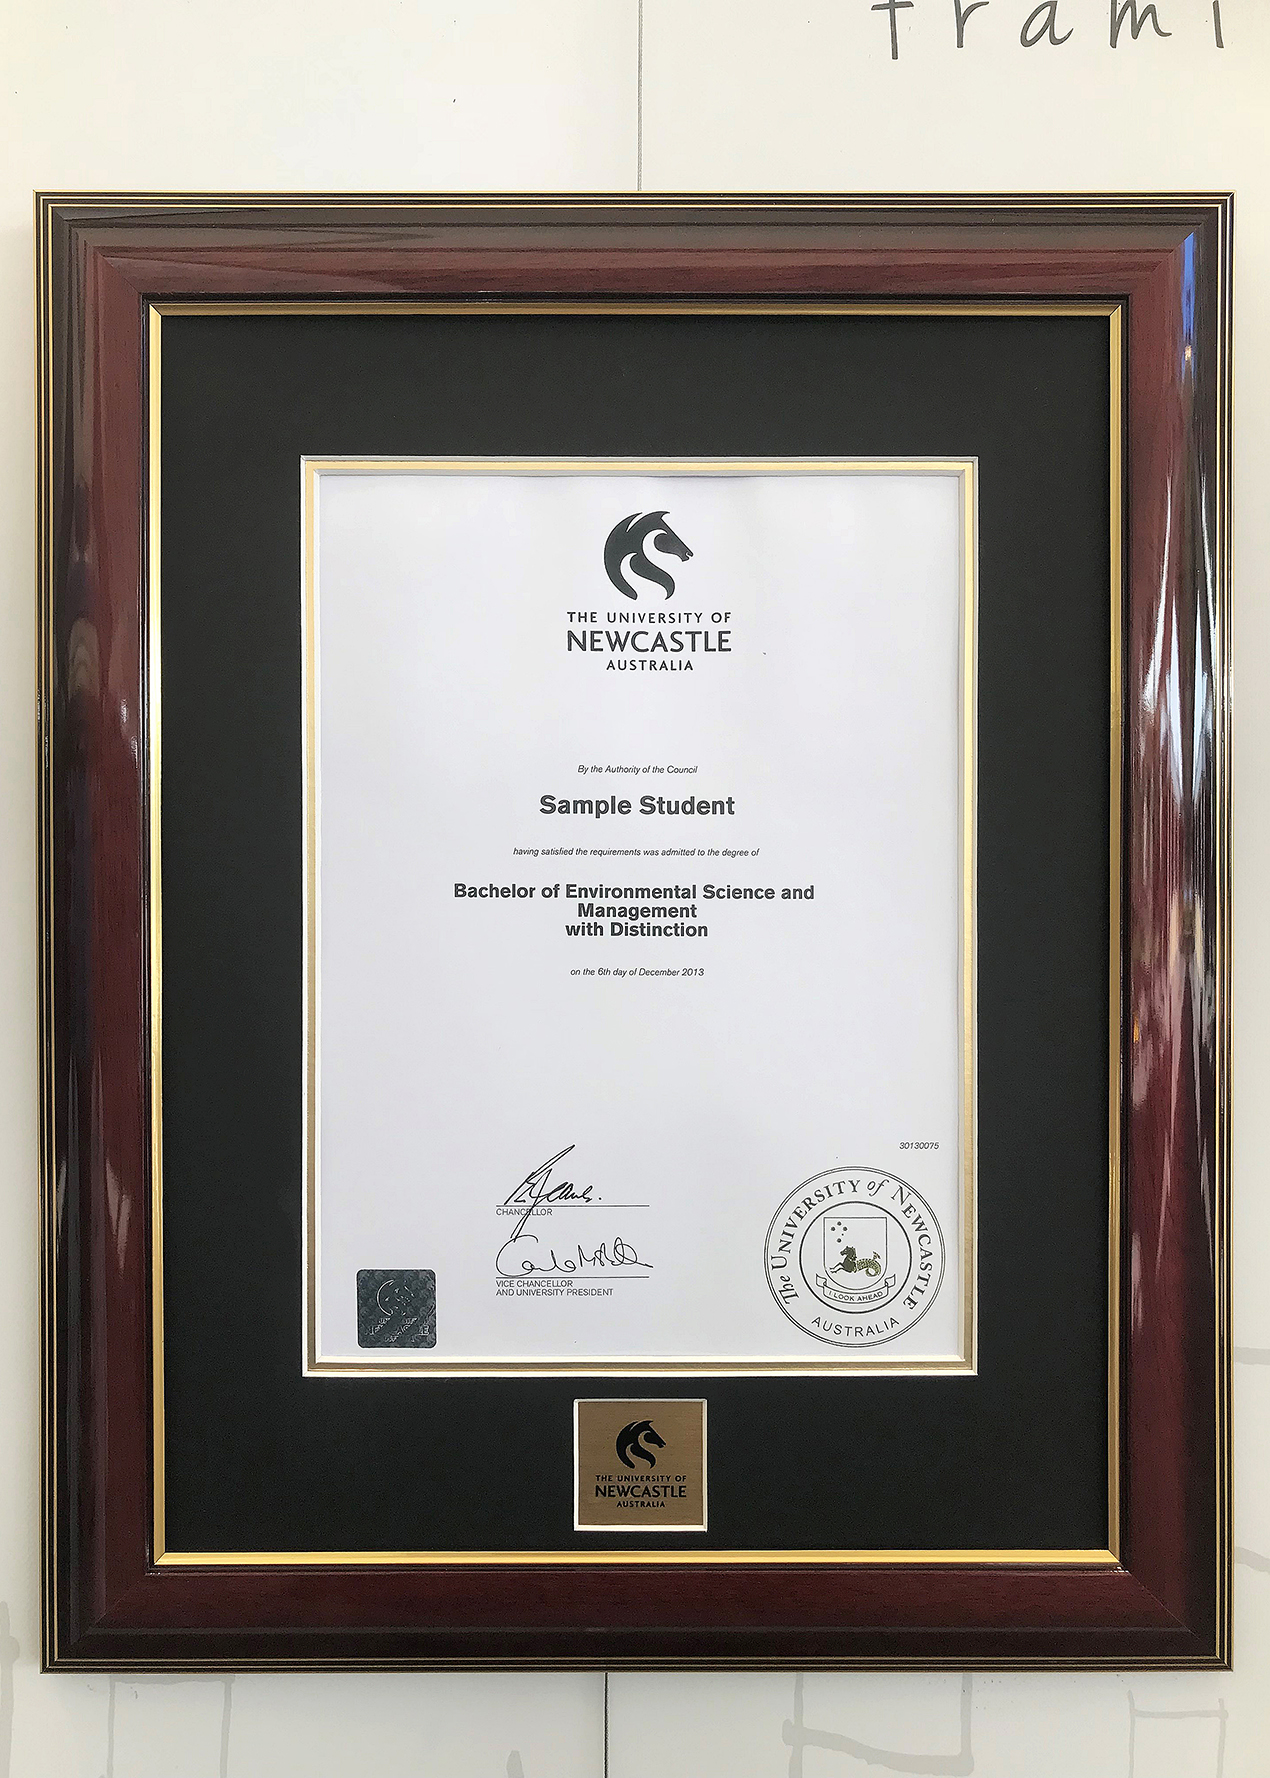 frami
THE UNIVERSITY OF
NEWCASTLE
AUSTRALIA
By the Authority of the Council
Sample Student
having satisfied the requirements was admitted to the degree of
Bachelor of Environmental Science and
Management
with Distinction
on the 6th day of December 2013
30130075
CHANCELLOR
VICE CHANCELLOR
AND UNIVERSITY PRESIDENT
The UNIVERSITY of NEWCASTLE
I LOOK AHEAD
AUSTRALIA
THE UNIVERSITY OF
NEWCASTLE
AUSTRALIA